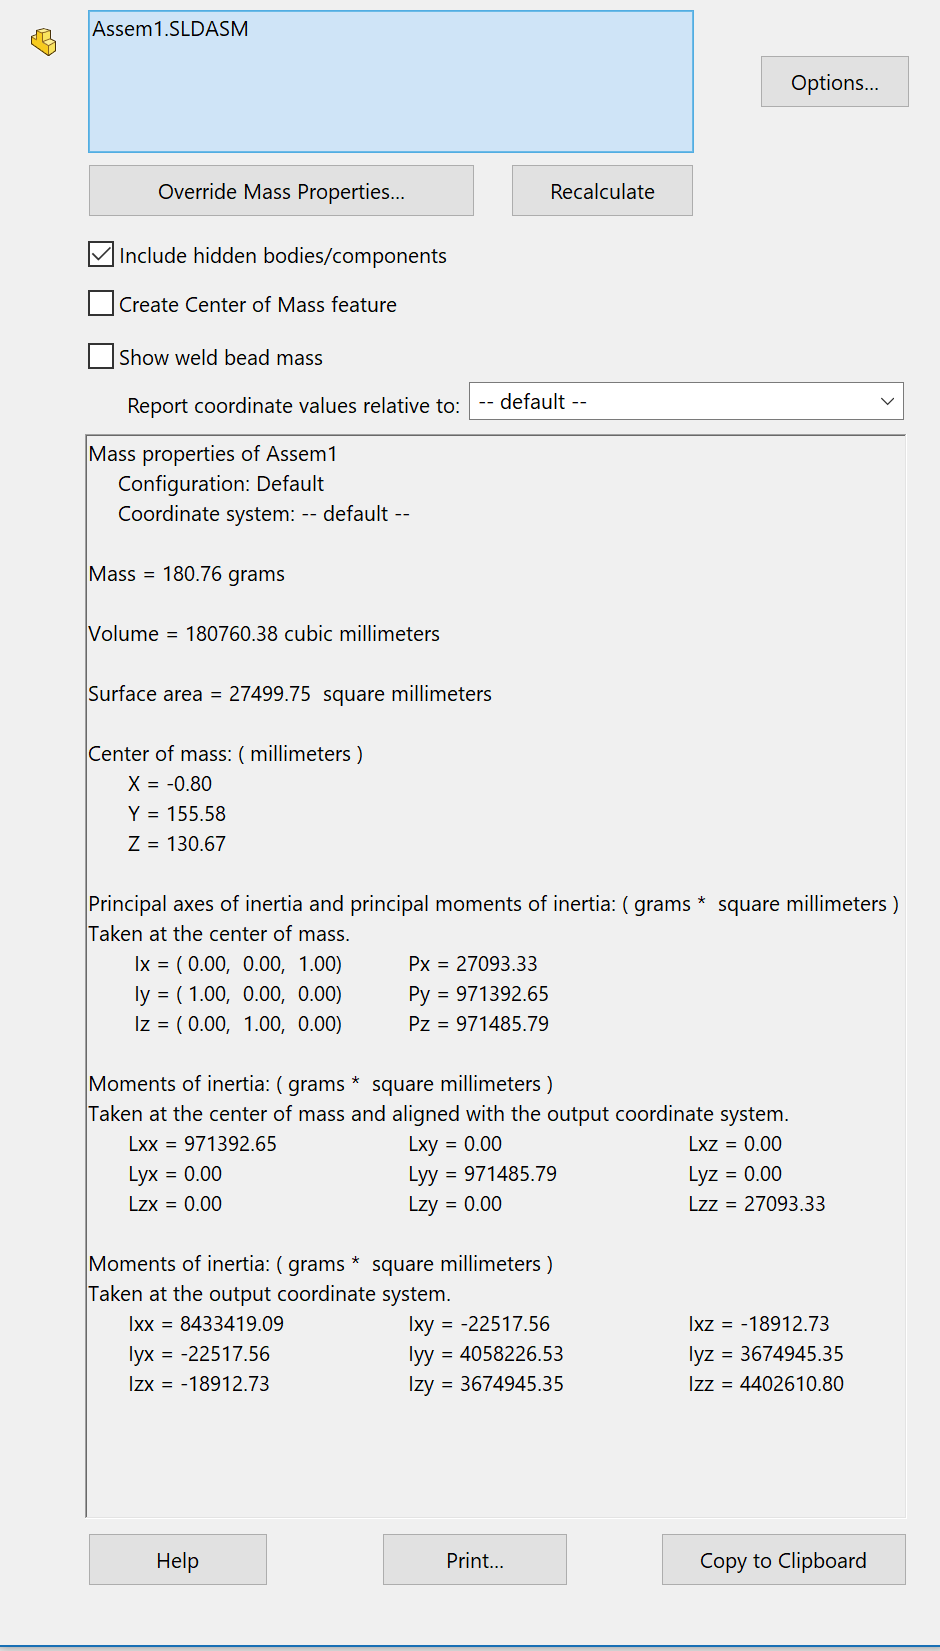 Assem1.SLDASM
Options...
Override Mass Properties... Recalculate
Include hidden bodies/components
Create Center of Mass feature
Show weld bead mass
Report coordinate values relative to: -- default --
Mass properties of Assem1
Configuration: Default
Coordinate system: -- default --
Mass = 180.76 grams
Volume = 180760.38 cubic millimeters
Surface area = 27499.75 square millimeters
Center of mass: ( millimeters )
X = -0.80
Y = 155.58
Z = 130.67
Principal axes of inertia and principal moments of inertia: ( grams * square millimeters )
Taken at the center of mass.
Ix = ( 0.00, 0.00, 1.00) Px = 27093.33
Iy = ( 1.00, 0.00, 0.00) Py = 971392.65
Iz = ( 0.00, 1.00, 0.00) Pz = 971485.79
Moments of inertia: ( grams * square millimeters )
Taken at the center of mass and aligned with the output coordinate system.
Lxx = 971392.65 Lxy = 0.00 Lxz = 0.00
Lyx = 0.00 Lyy = 971485.79 Lyz = 0.00
Lzx = 0.00 Lzy = 0.00 Lzz = 27093.33
Moments of inertia: ( grams * square millimeters )
Taken at the output coordinate system.
Ixx = 8433419.09 Ixy = -22517.56 Ixz = -18912.73
Iyx = -22517.56 Iyy = 4058226.53 Iyz = 3674945.35
Izx = -18912.73 Izy = 3674945.35 Izz = 4402610.80
Help Print... Copy to Clipboard